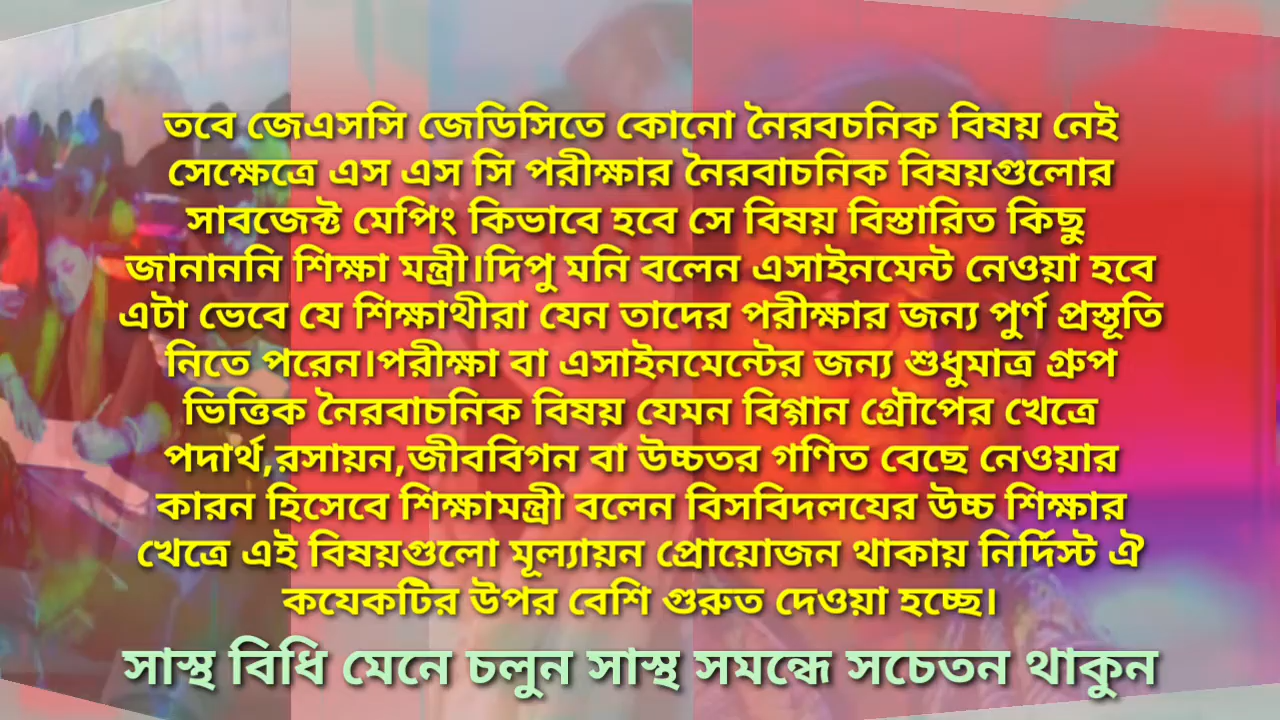 তবে জেএসসি জেডিসিতে কোনো নৈরবচনিক বিষয় নেই
সেক্ষেত্রে এস এস সি পরীক্ষার নৈরবাচনিক বিষয়গুলোর
সাবজেক্ট মেপিং কিভাবে হবে সে বিষয় বিস্তারিত কিছু
জানাননি শিক্ষা মন্ত্রী।দিপু মনি বলেন এসাইনমেন্ট নেওয়া হবে
এটা ভেবে যে শিক্ষাথীরা যেন তাদের পরীক্ষার জন্য পুর্ণ প্রস্তূতি
নিতে পরেন।পরীক্ষা বা এসাইনমেন্টের জন্য শুধুমাত্র গ্রুপ
ভিত্তিক নৈরবাচনিক বিষয় যেমন বিগ্গান গ্রৌপের খেত্রে
পদার্থ,রসায়ন,জীববিগন বা উচ্চতর গণিত বেছে নেওয়ার
কারন হিসেবে শিক্ষামন্ত্রী বলেন বিসবিদলযের উচ্চ শিক্ষার
খেত্রে এই বিষয়গুলো মূল্যায়ন প্রোয়োজন থাকায় নির্দিস্ট ঐ
কযেকটির উপর বেশি গুরুত দেওয়া হচ্ছে।
সাস্থ বিধি মেনে চলুন সাস্থ সমন্ধে সচেতন থাকুন